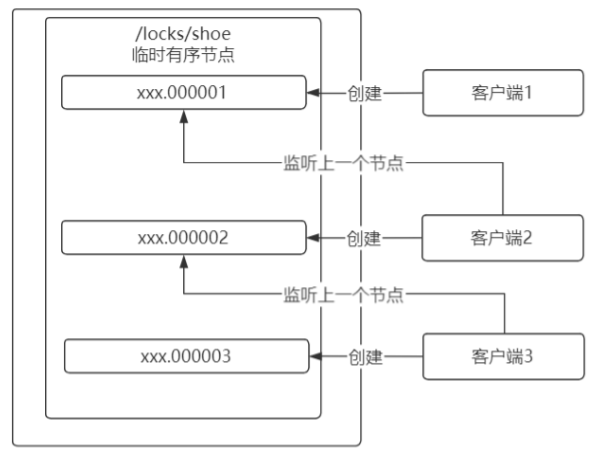 /locks/shoe
临时有序节点
xxx.000001
创建
客户端1
监听上一个节点
xxx.000002
创建
客户端2
监听上一个节点
xxx.000003
创建
客户端3